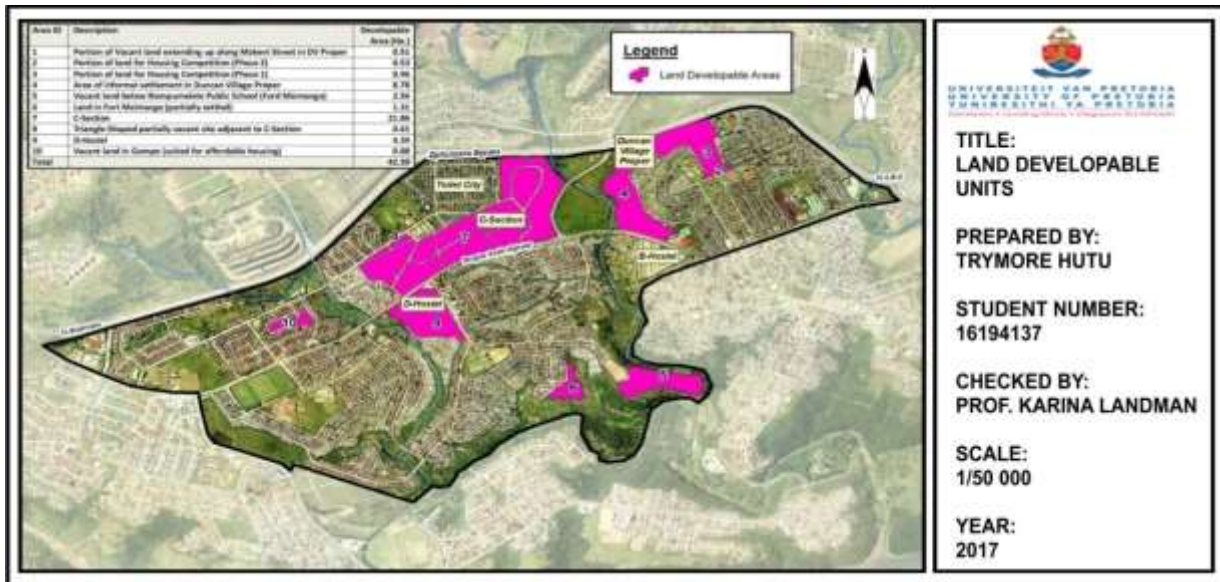 Area ID Description Developable Area (Ha.)
1 Portion of Vacant land extending up along Mabeni Street in DV Proper
2 Portion of land for Housing Competition (Phase 2)
3 Portion of land for Housing Competition (Phase 1)
4 Area of informal settlement in Duncan Village Proper
5 Vacant land below Public School (Ford Msimango)
6 Land in Fort Msimango (partially settled)
7 C-Section
8 Triangle Shaped partially vacant site adjacent to C-Section
9 D-Hostel
10 Vacant land in Gompo (suited for affordable housing)
Total
Legend
Land Developable Areas
N
Duncan
Village
Proper
Toilet City
C-Section
7
4
B-Hostel
D-Hostel
9
10
UNIVERSITEIT VAN PRETORIA
UNIVERSITY OF PRETORIA
YUNIBESITHI YA PRETORIA
TITLE:
LAND DEVELOPABLE
UNITS
PREPARED BY:
TRYMORE HUTU
STUDENT NUMBER:
16194137
CHECKED BY:
PROF. KARINA LANDMAN
SCALE:
1/50 000
YEAR:
2017